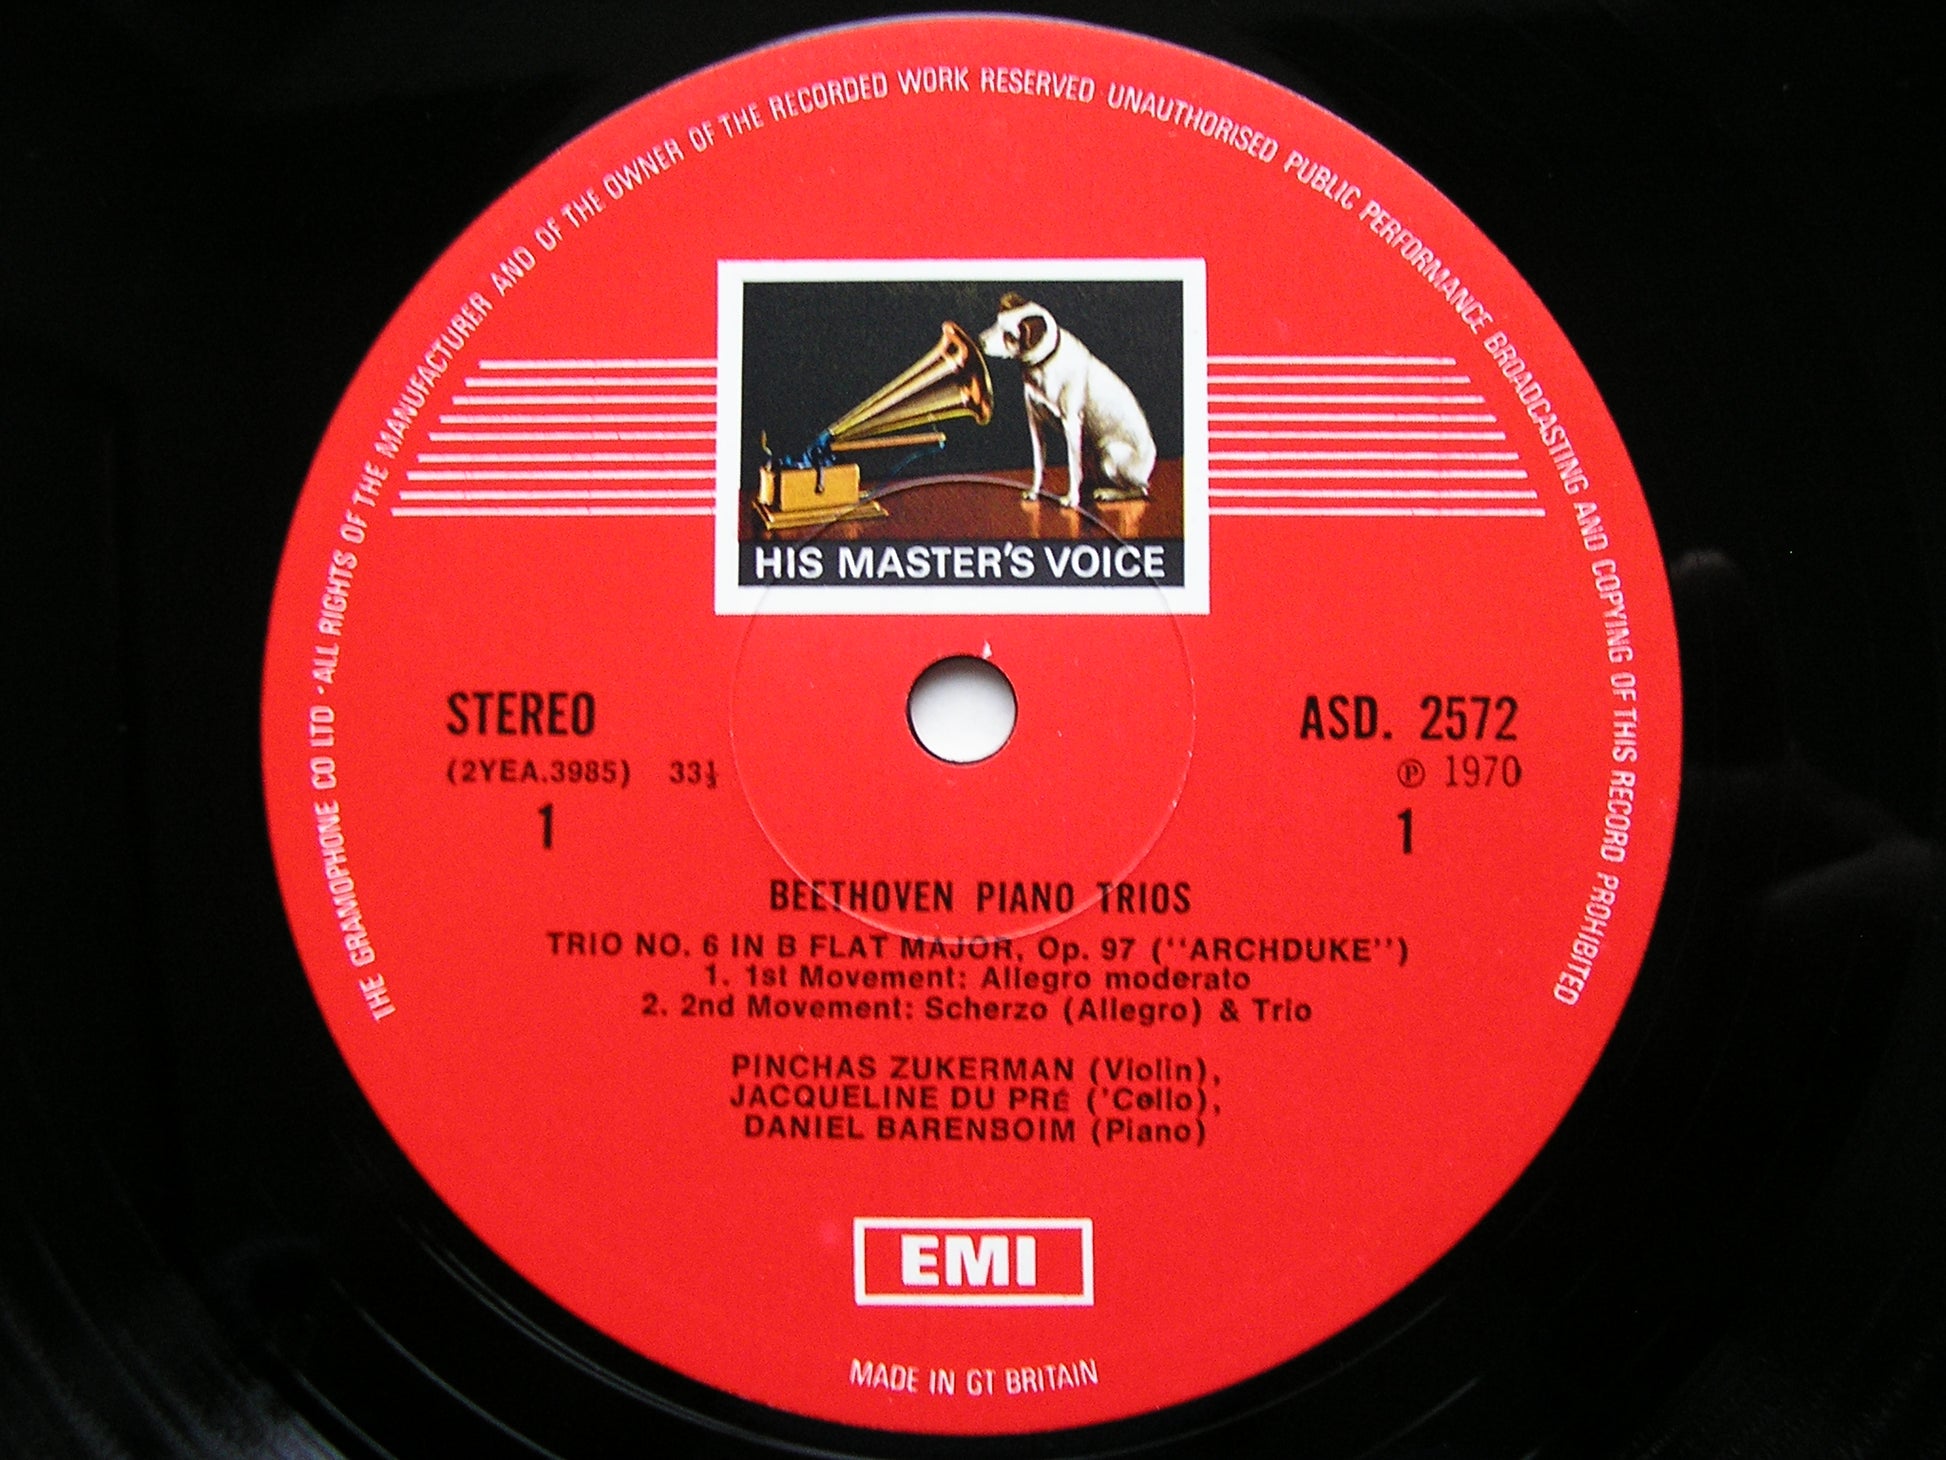 THE GRAMOPHONE CO LTD · ALL RIGHTS OF THE MANUFACTURER AND OF THE OWNER OF THE RECORDED WORK RESERVED UNAUTHORISED PUBLIC PERFORMANCE BROADCASTING AND COPYING OF THIS RECORD PROHIBITED
HIS MASTER'S VOICE
STEREO
(2YEA.3985) 33⅓
1
ASD. 2572
℗ 1970
1
BEETHOVEN PIANO TRIOS
TRIO NO. 6 IN B FLAT MAJOR, Op. 97 ("ARCHDUKE")
1. 1st Movement: Allegro moderato
2. 2nd Movement: Scherzo (Allegro) & Trio
PINCHAS ZUKERMAN (Violin),
JACQUELINE DU PRÉ ('Cello),
DANIEL BARENBOIM (Piano)
EMI
MADE IN GT BRITAIN